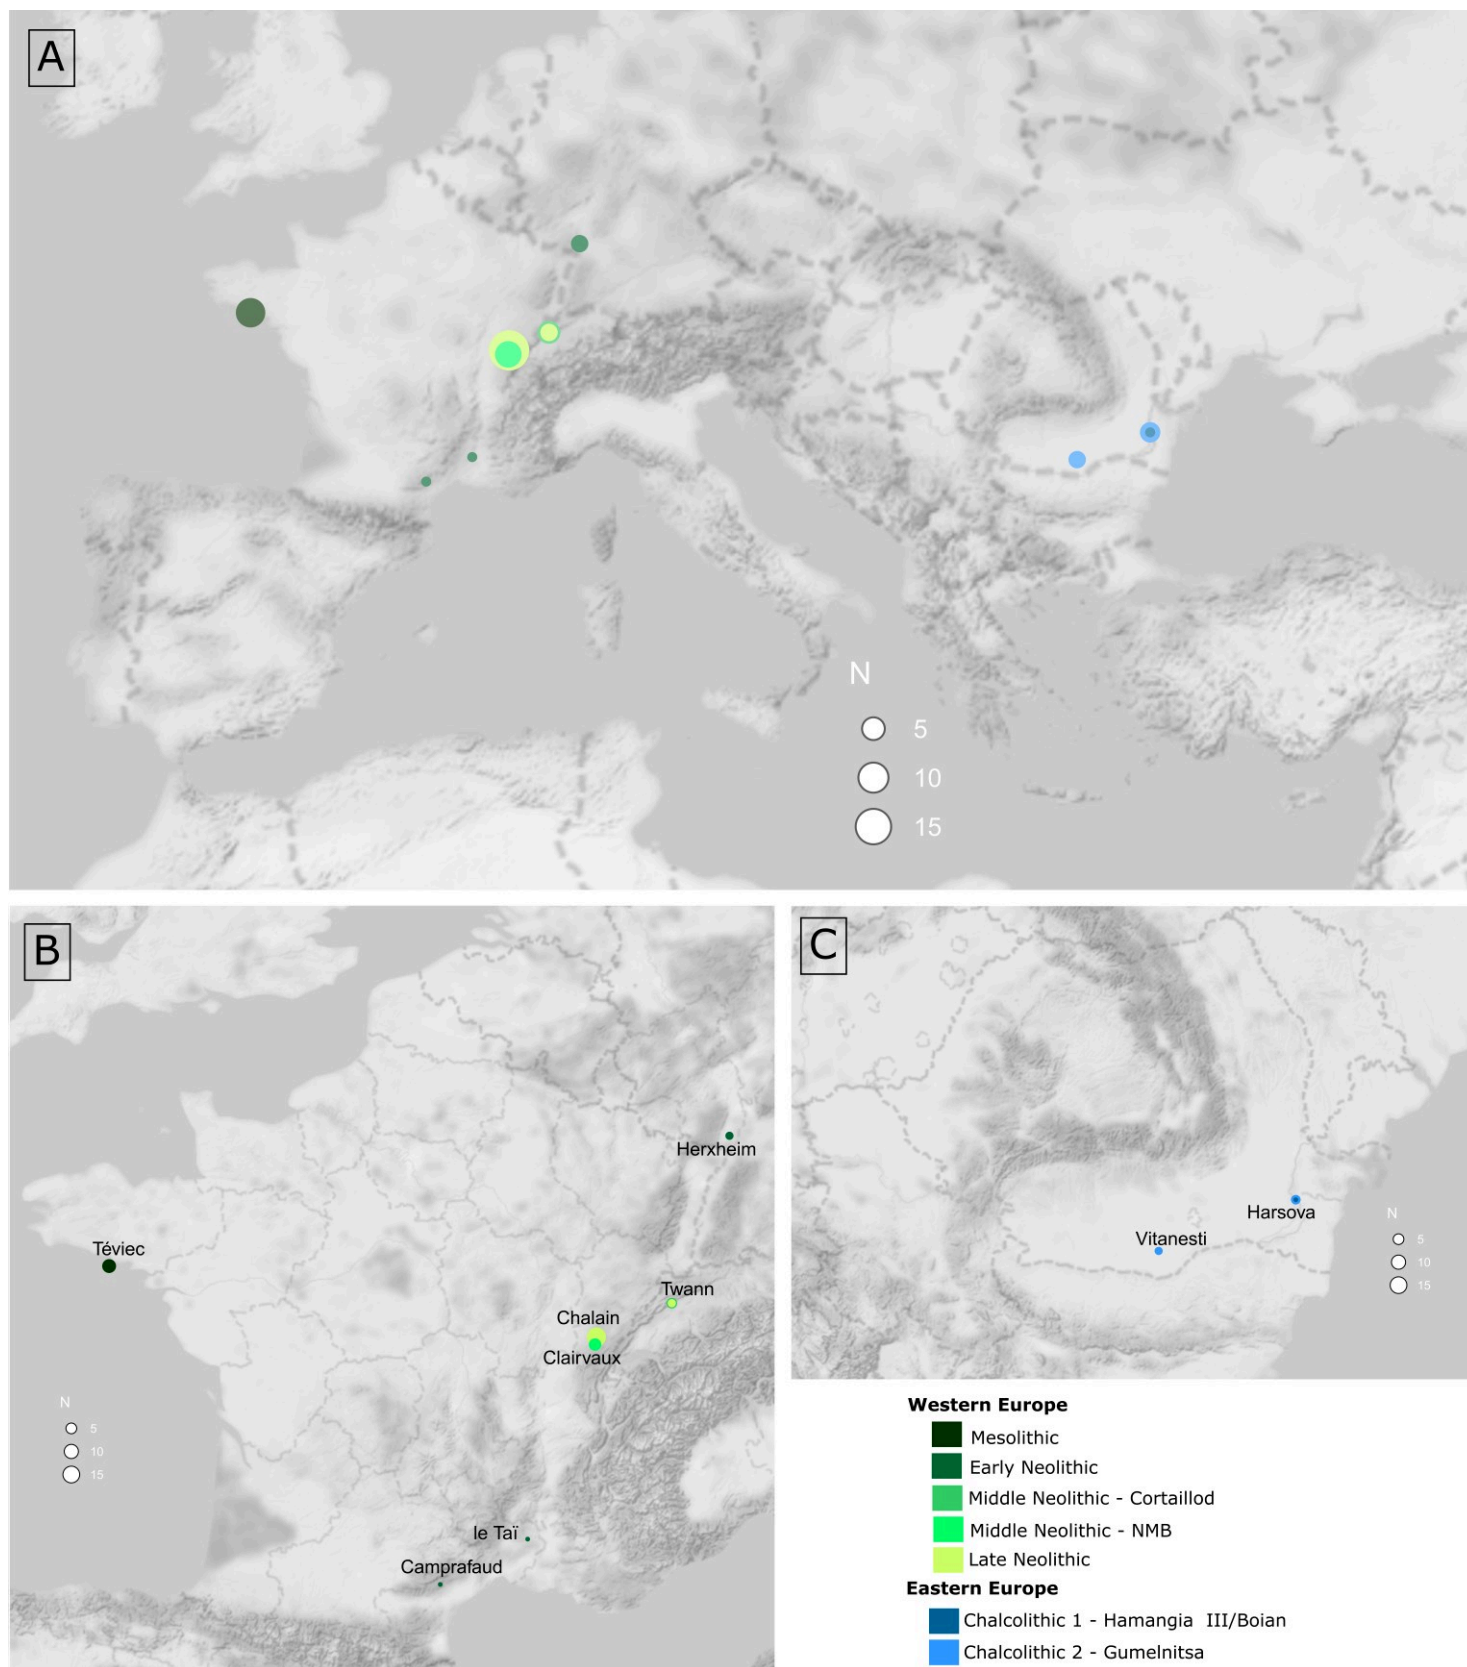 A
N
5
10
15
B
Herxheim
Téviec
Twann
Chalain
Clairvaux
N
5
10
15
le Taï
Camprafaud
C
Harsova
N
5
10
15
Vitanesti
Western Europe
Mesolithic
Early Neolithic
Middle Neolithic - Cortaillod
Middle Neolithic - NMB
Late Neolithic
Eastern Europe
Chalcolithic 1 - Hamangia III/Boian
Chalcolithic 2 - Gumelnitsa